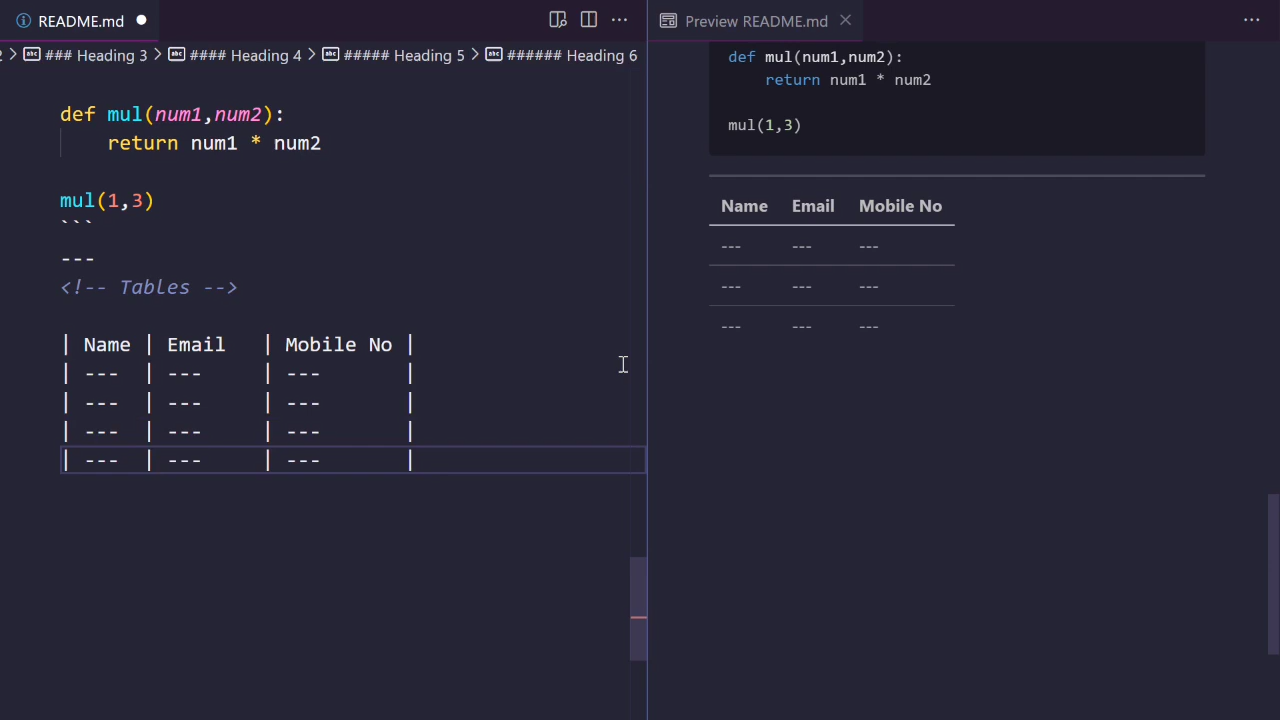 README.md
Preview README.md
### Heading 3 > #### Heading 4 > ##### Heading 5 > ###### Heading 6
def mul(num1,num2):
    return num1 * num2
mul(1,3)
```
---
<!-- Tables -->
| Name | Email   | Mobile No |
| ---  | ---     | ---       |
| ---  | ---     | ---       |
| ---  | ---     | ---       |
| ---  | ---     | ---       |
def mul(num1,num2):
    return num1 * num2
mul(1,3)
Name Email Mobile No
--- --- ---
--- --- ---
--- --- ---